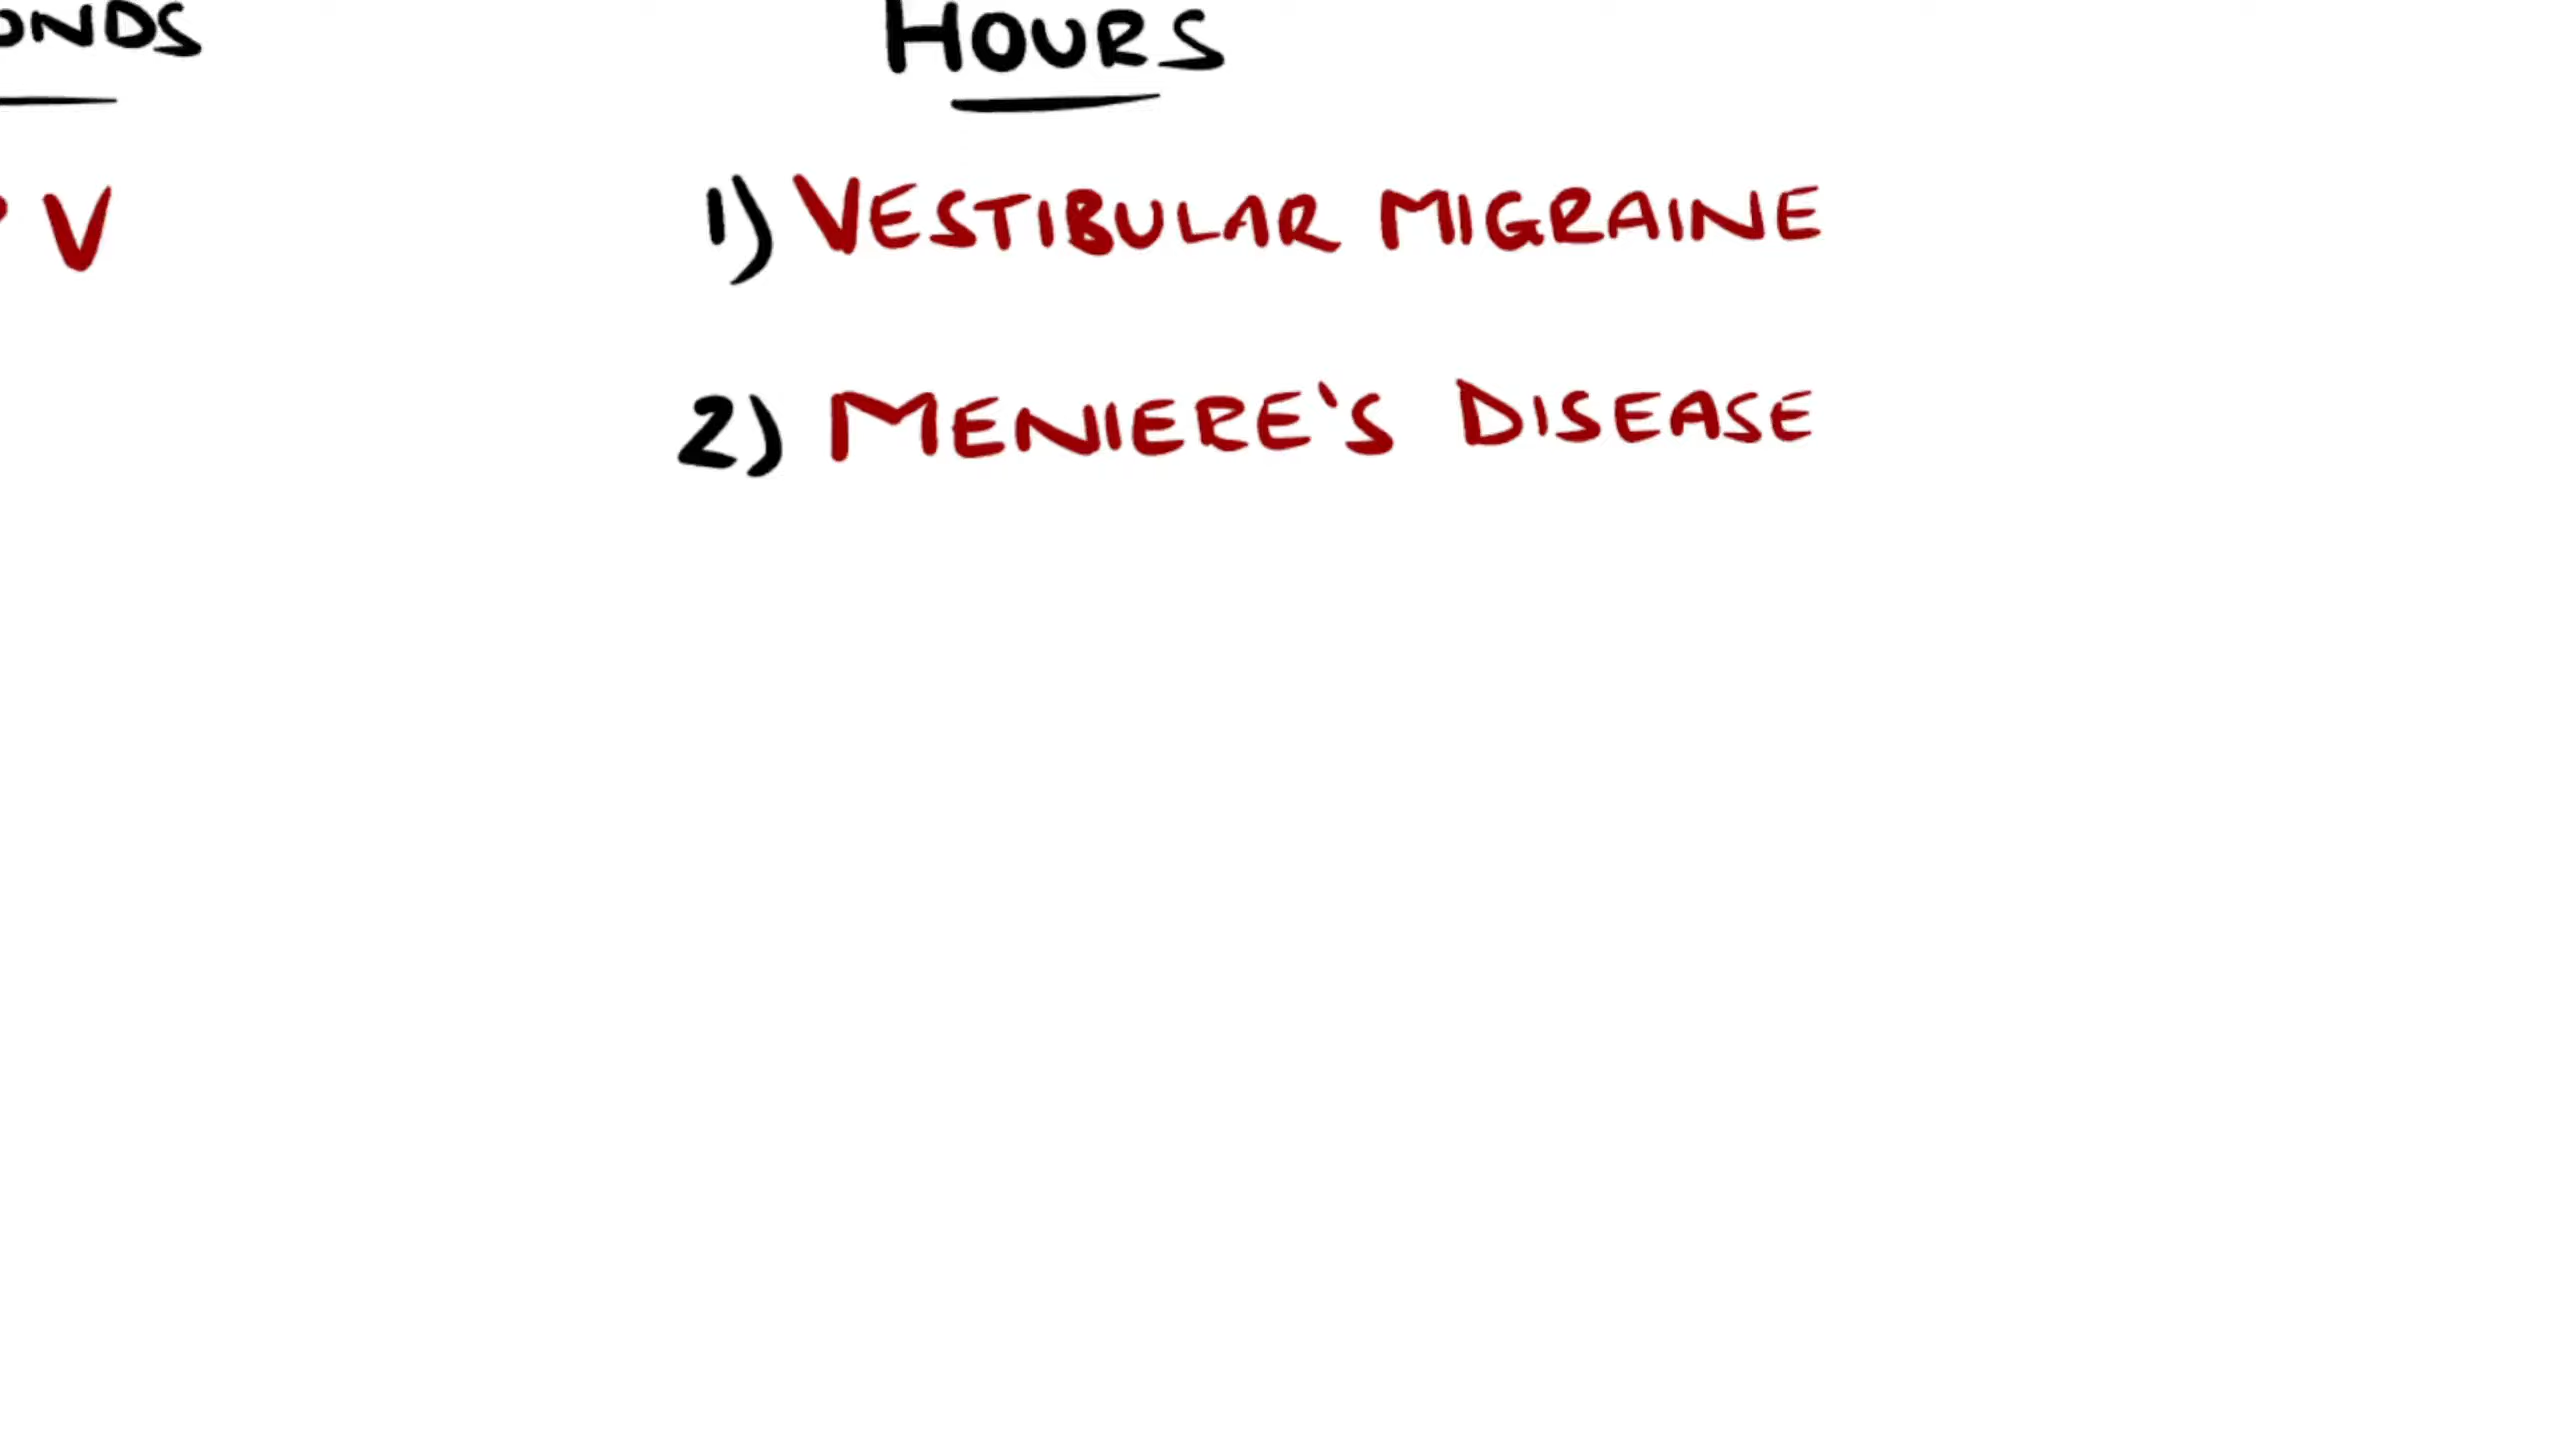 ONDS
HOURS
V
1) VESTIBULAR MIGRAINE
2) MENIERE'S DISEASE